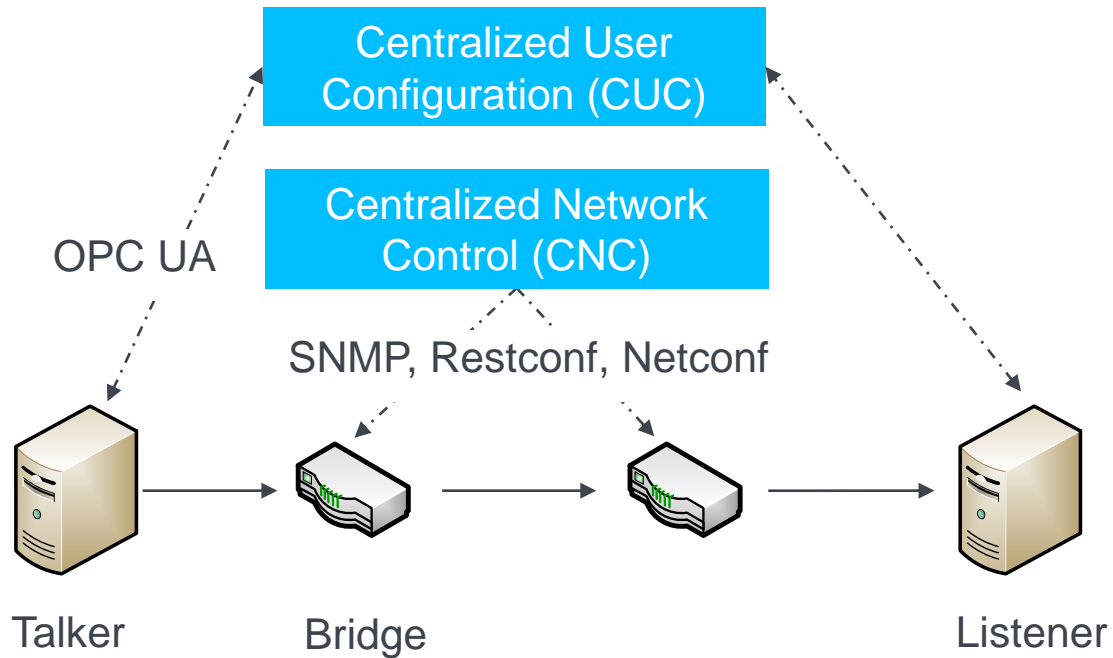 Centralized User
Configuration (CUC)
Centralized Network
Control (CNC)
OPC UA
SNMP, Restconf, Netconf
Talker
Bridge
Listener